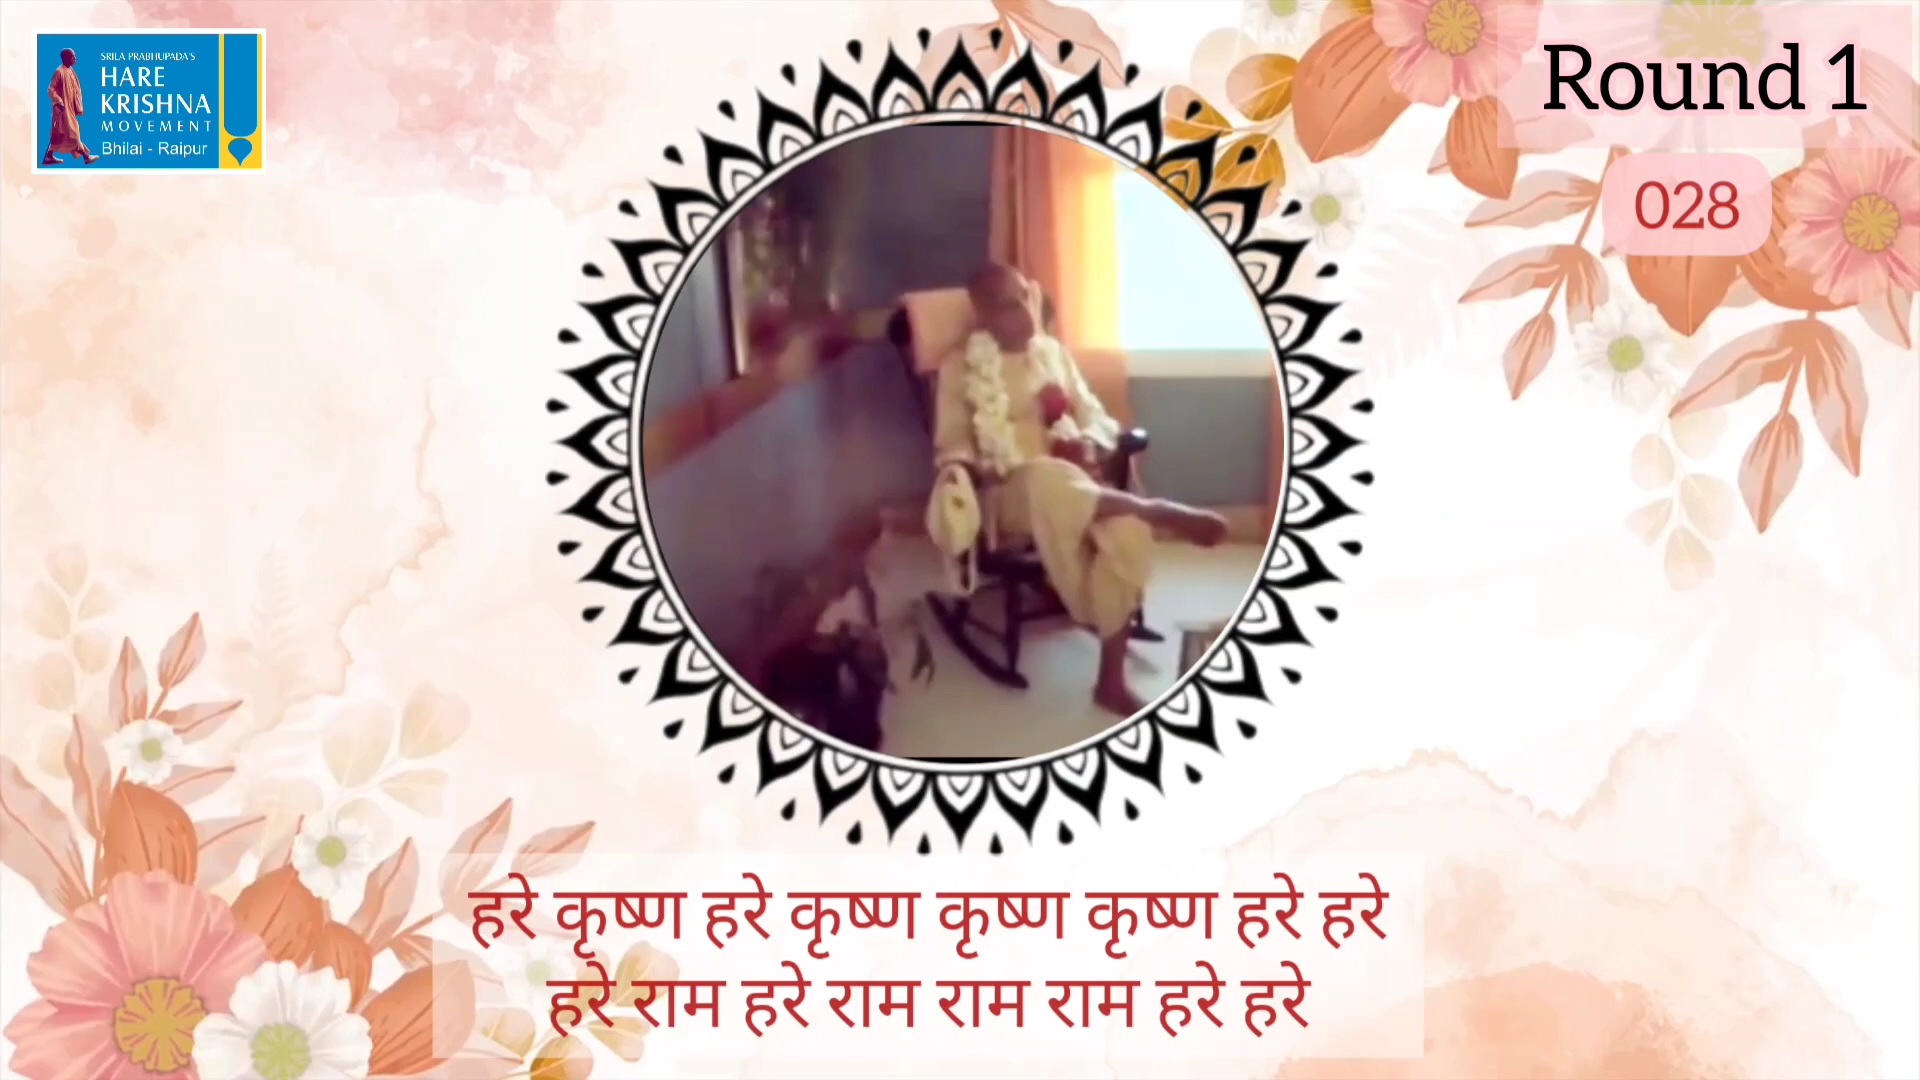 SRILA PRABHUPADA'S
HARE
KRISHNA
MOVEMENT
Bhilai - Raipur
Round 1
028
हरे कृष्ण हरे कृष्ण कृष्ण कृष्ण हरे हरे
हरे राम हरे राम राम राम हरे हरे